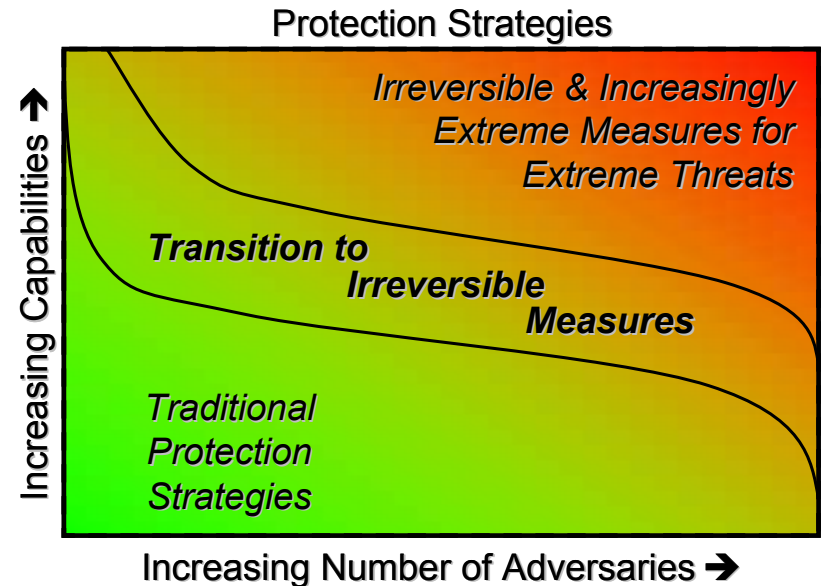 Protection Strategies
Increasing Capabilities ➔
Irreversible & Increasingly
Extreme Measures for
Extreme Threats
Transition to
Irreversible
Measures
Traditional
Protection
Strategies
Increasing Number of Adversaries ➔